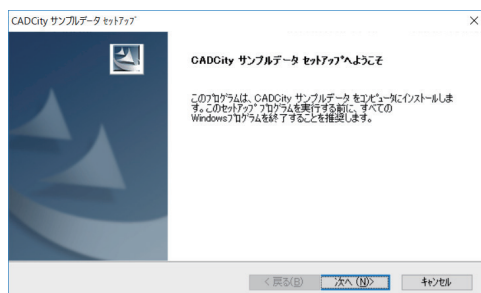 CADCity サンプルデータ セットアップ
CADCity サンプルデータ セットアップへようこそ
このプログラムは、CADCity サンプルデータ をコンピュータにインストールしま
す。このセットアップ プログラムを実行する前に、すべての
Windowsプログラムを終了することを推奨します。
< 戻る(B)
次へ (N)>
キャンセル